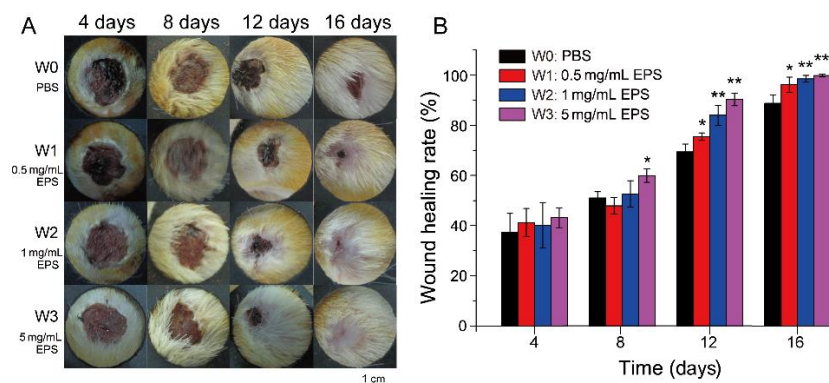 A
4 days 8 days 12 days 16 days
W0
PBS
W1
0.5 mg/mL
EPS
W2
1 mg/mL
EPS
W3
5 mg/mL
EPS
1 cm
B
W0: PBS
W1: 0.5 mg/mL EPS
W2: 1 mg/mL EPS
W3: 5 mg/mL EPS
Wound healing rate (%)
100
80
60
40
20
0
*
* ** **
* ** **
4 8 12 16
Time (days)